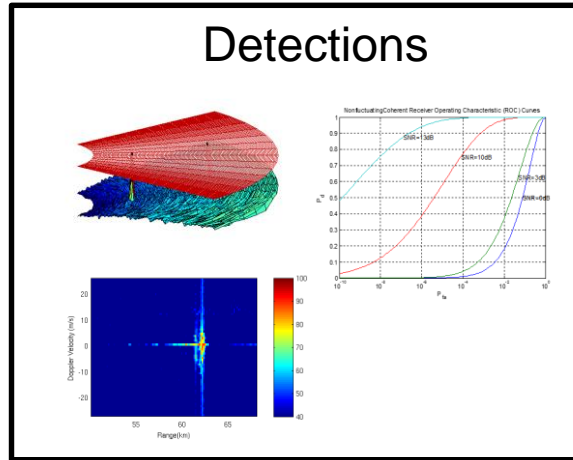 Detections
NonfluctuatingCoherent Receiver Operating Characteristic (ROC) Curves
1
0.9
0.8
0.7
0.6
0.5
0.4
0.3
0.2
0.1
0
SNR=13dB
SNR=10dB
SNR=3dB
SNR=0dB
P_d
P_fa
20
10
0
-10
-20
Doppler Velocity (m/s)
55
60
65
Range(km)
100
90
80
70
60
50
40